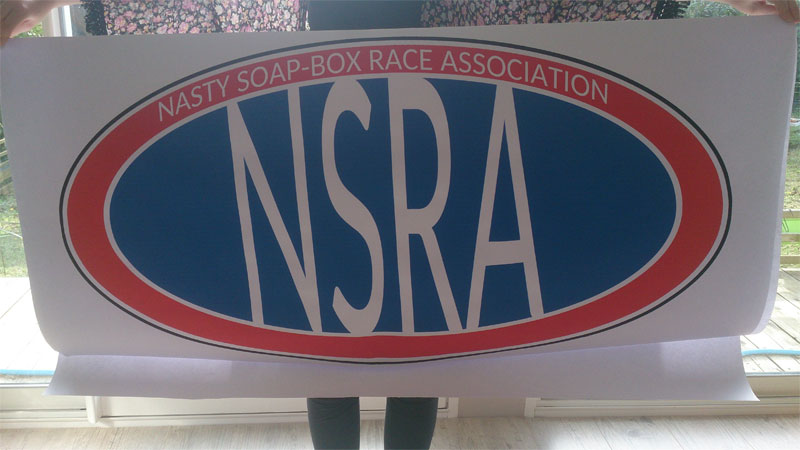 NASTY SOAP-BOX RACE ASSOCIATION
NSRA